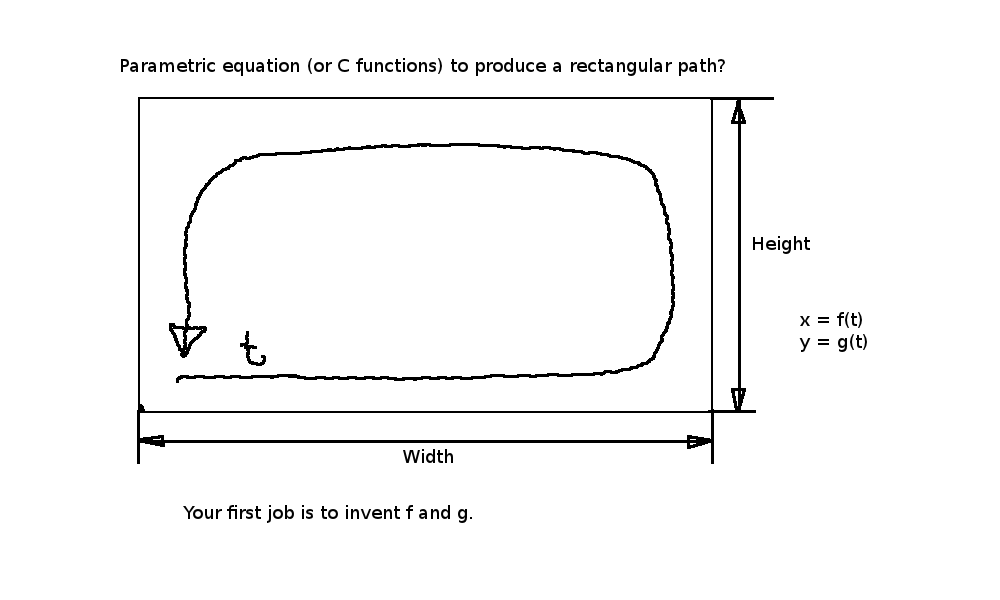 Parametric equation (or C functions) to produce a rectangular path?
Height
x = f(t)
y = g(t)
t
Width
Your first job is to invent f and g.